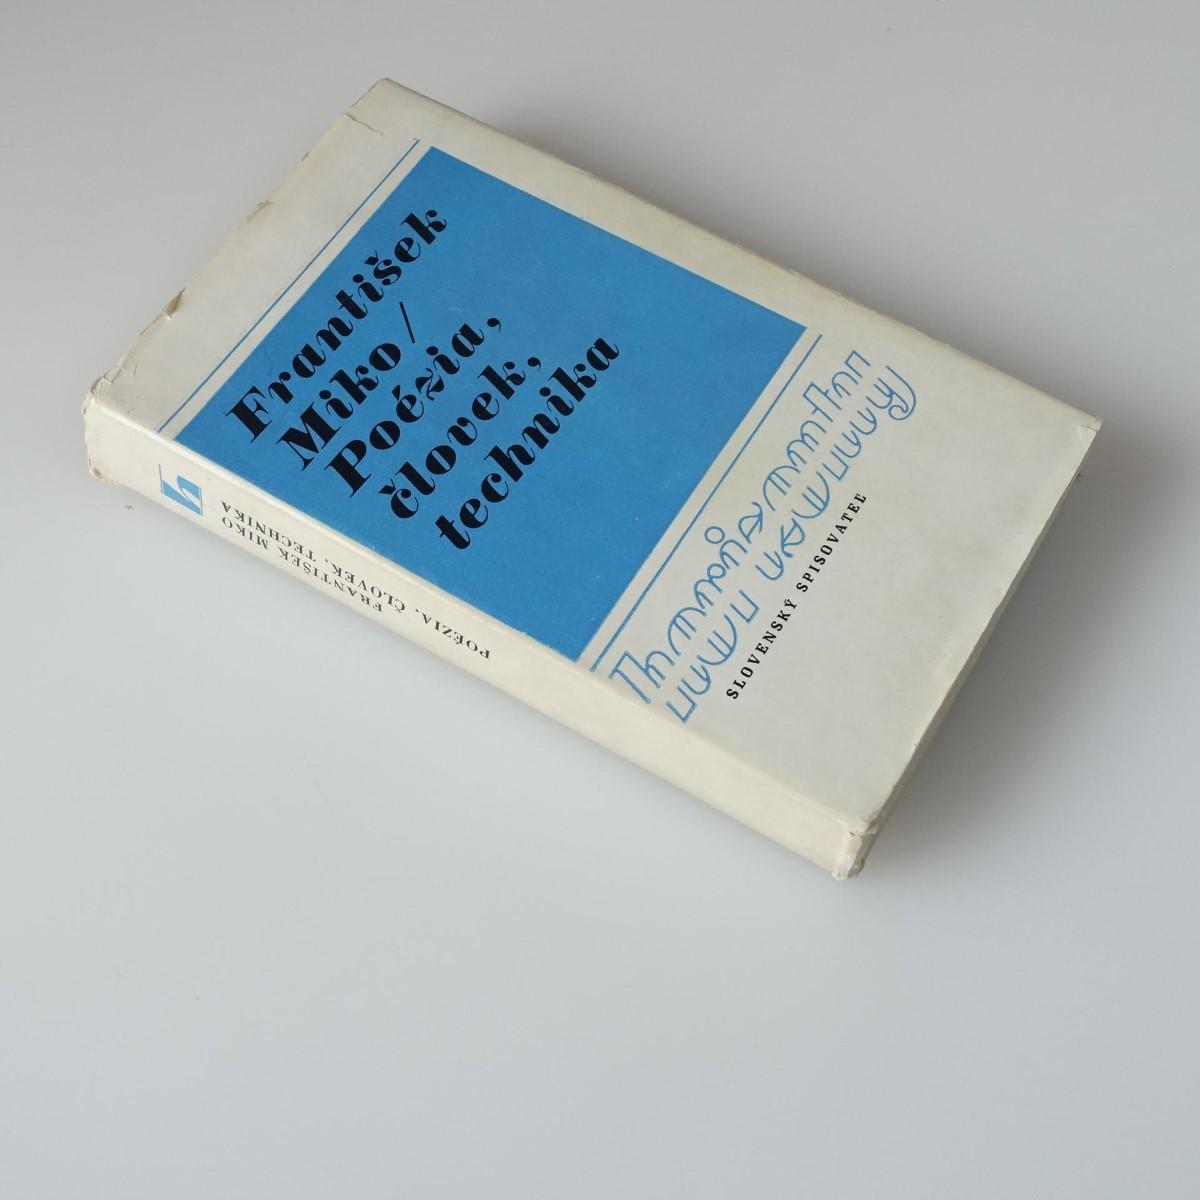 František
Miko/
Poézia,
človek,
technika
SLOVENSKÝ SPISOVATEĽ
FRANTIŠEK MIKO
POÉZIA, ČLOVEK, TECHNIKA